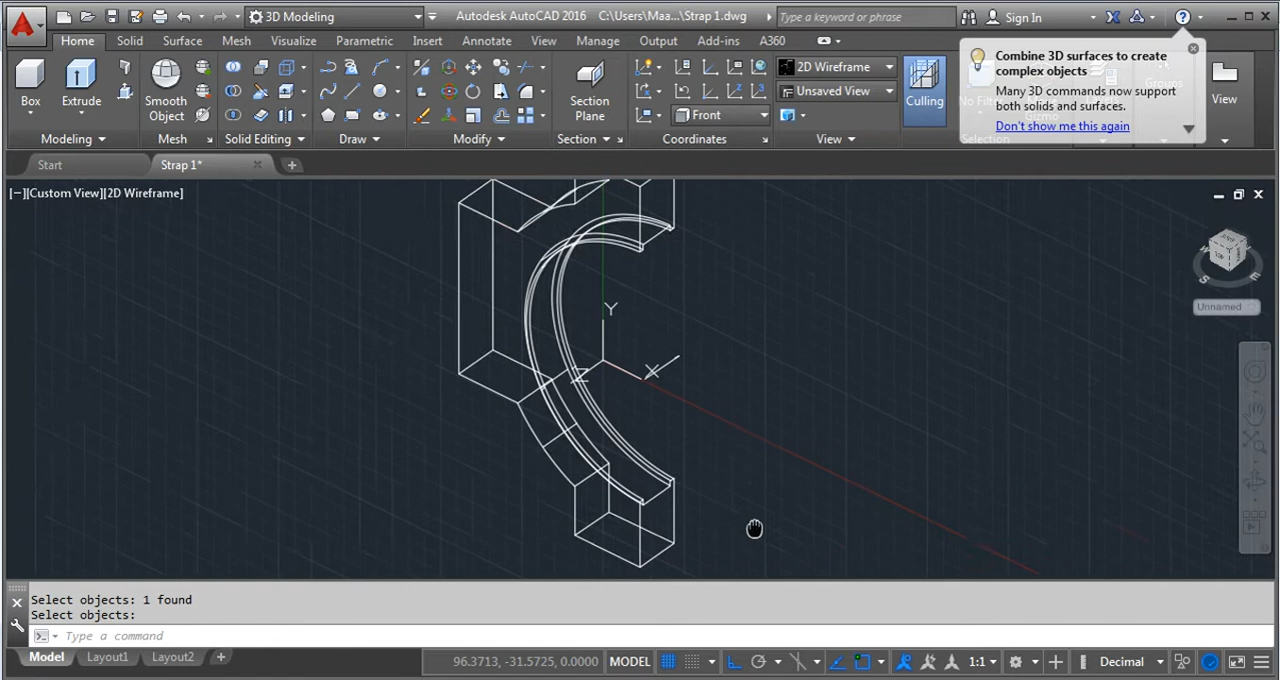 3D Modeling
Autodesk AutoCAD 2016 C:\Users\Maa...\Strap 1.dwg
Type a keyword or phrase
Sign In
Home Solid Surface Mesh Visualize Parametric Insert Annotate View Manage Output Add-ins A360
Box
Extrude
Smooth
Object
Section
Plane
2D Wireframe
Unsaved View
Front
Culling
No Filter
Gizmo
Groups
View
Combine 3D surfaces to create
complex objects
Many 3D commands now support
both solids and surfaces.
Don't show me this again
Modeling Mesh Solid Editing Draw Modify Section Coordinates View Selection
Start Strap 1*
[−][Custom View][2D Wireframe]
Y
X
Z
S
E
Unnamed
Select objects: 1 found
Select objects:
Type a command
Model Layout1 Layout2
96.3713, -31.5725, 0.0000 MODEL 1:1 Decimal